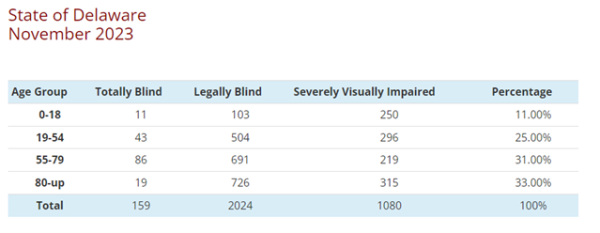 State of Delaware
November 2023
Age Group Totally Blind Legally Blind Severely Visually Impaired Percentage
0-18 11 103 250 11.00%
19-54 43 504 296 25.00%
55-79 86 691 219 31.00%
80-up 19 726 315 33.00%
Total 159 2024 1080 100%